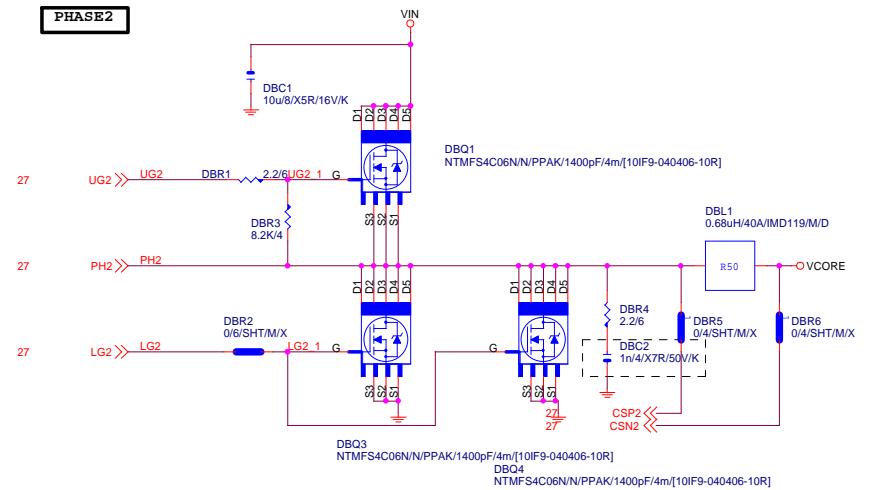 PHASE2
VIN
DBC1
10u/8/X5R/16V/K
D1 D2 D3 D4 D5
DBQ1
NTMFS4C06N/N/PPAK/1400pF/4m/[10IF9-040406-10R]
27 UG2 UG2 DBR1 2.2/6 UG2_1 G
S3 S2 S1
DBR3
8.2K/4
DBL1
0.68uH/40A/IMD119/M/D
27 PH2 PH2
R50
VCORE
D1 D2 D3 D4 D5
D1 D2 D3 D4 D5
DBR2
0/6/SHT/M/X
DBR4
2.2/6
DBR5
0/4/SHT/M/X
DBR6
0/4/SHT/M/X
27 LG2 LG2 LG2_1 G
G
DBC2
1n/4/X7R/50V/K
S3 S2 S1
S3 S2 S1
27 CSP2
27 CSN2
DBQ3
NTMFS4C06N/N/PPAK/1400pF/4m/[10IF9-040406-10R]
DBQ4
NTMFS4C06N/N/PPAK/1400pF/4m/[10IF9-040406-10R]